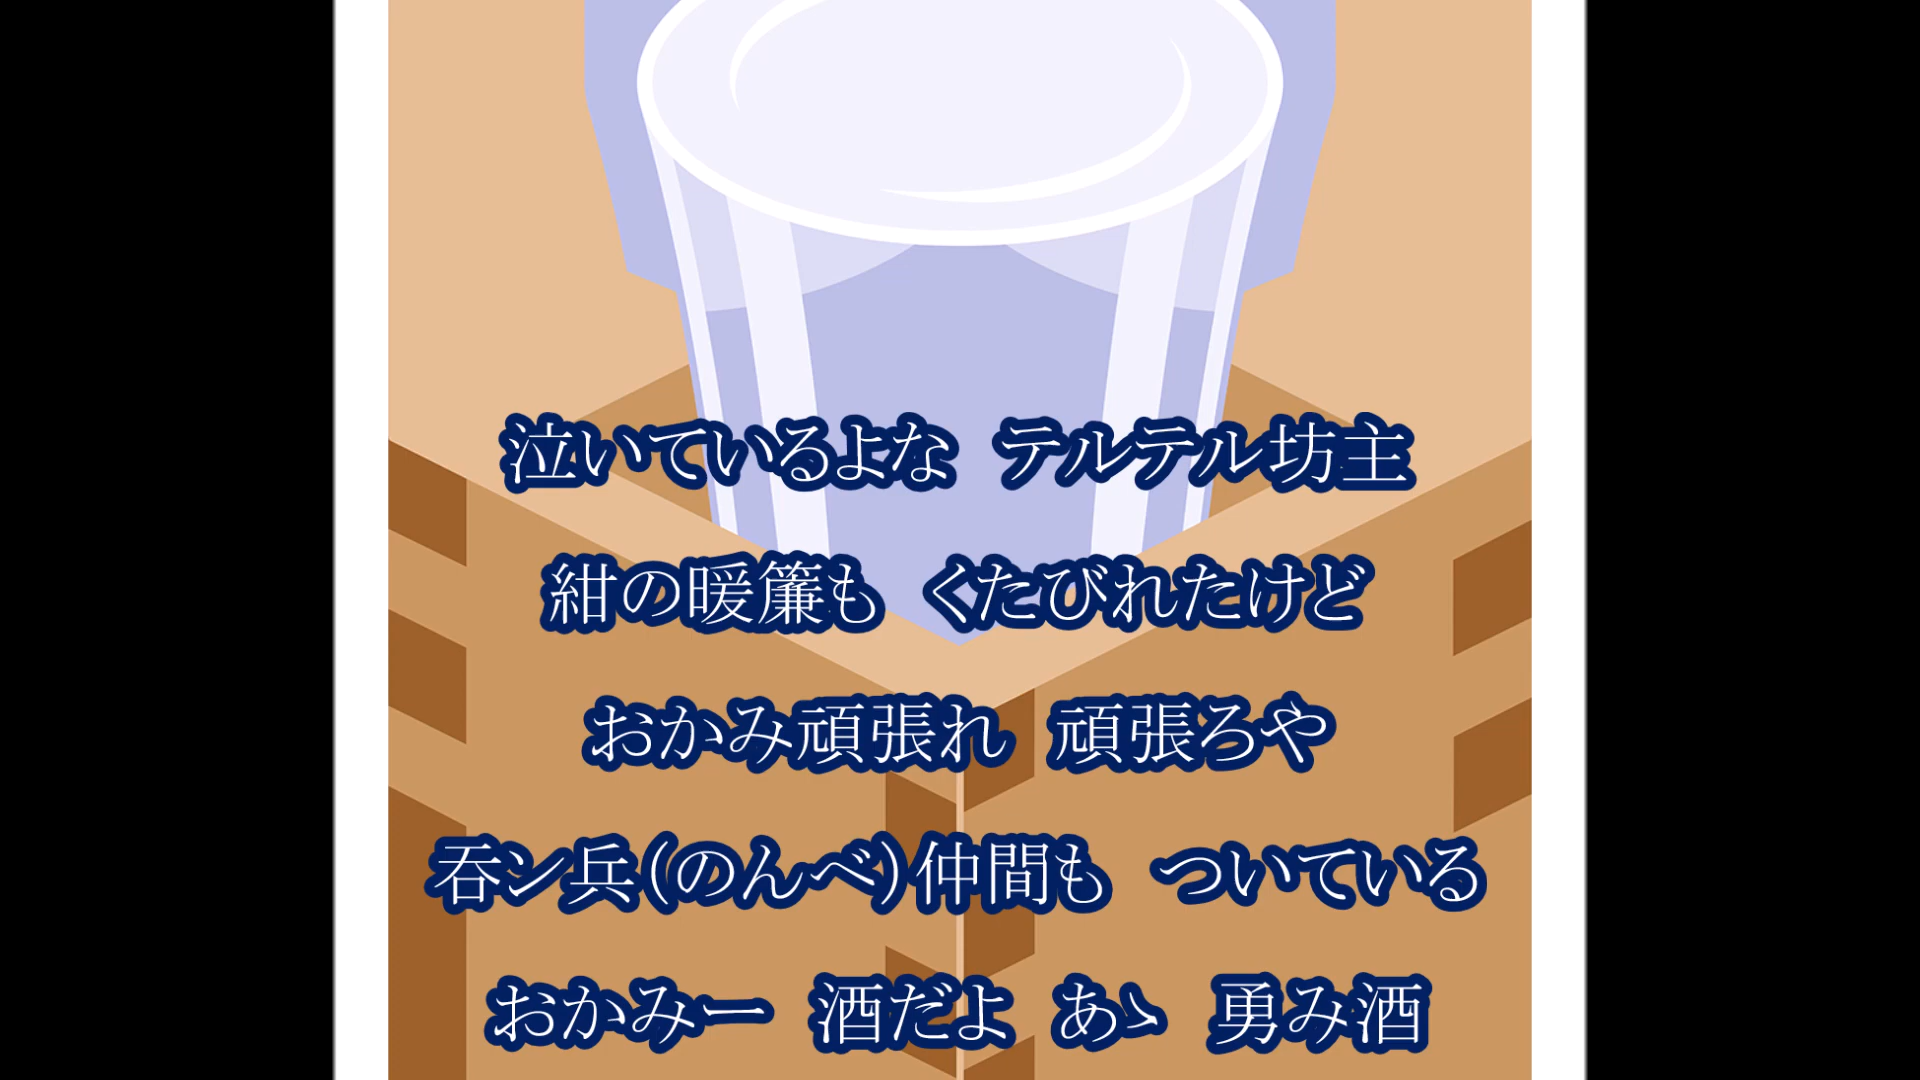 泣いているよな　テルテル坊主
紺の暖簾も　くたびれたけど
おかみ頑張れ　頑張ろや
呑ン兵(のんべ)仲間も　ついている
おかみー　酒だよ　あゝ　勇み酒